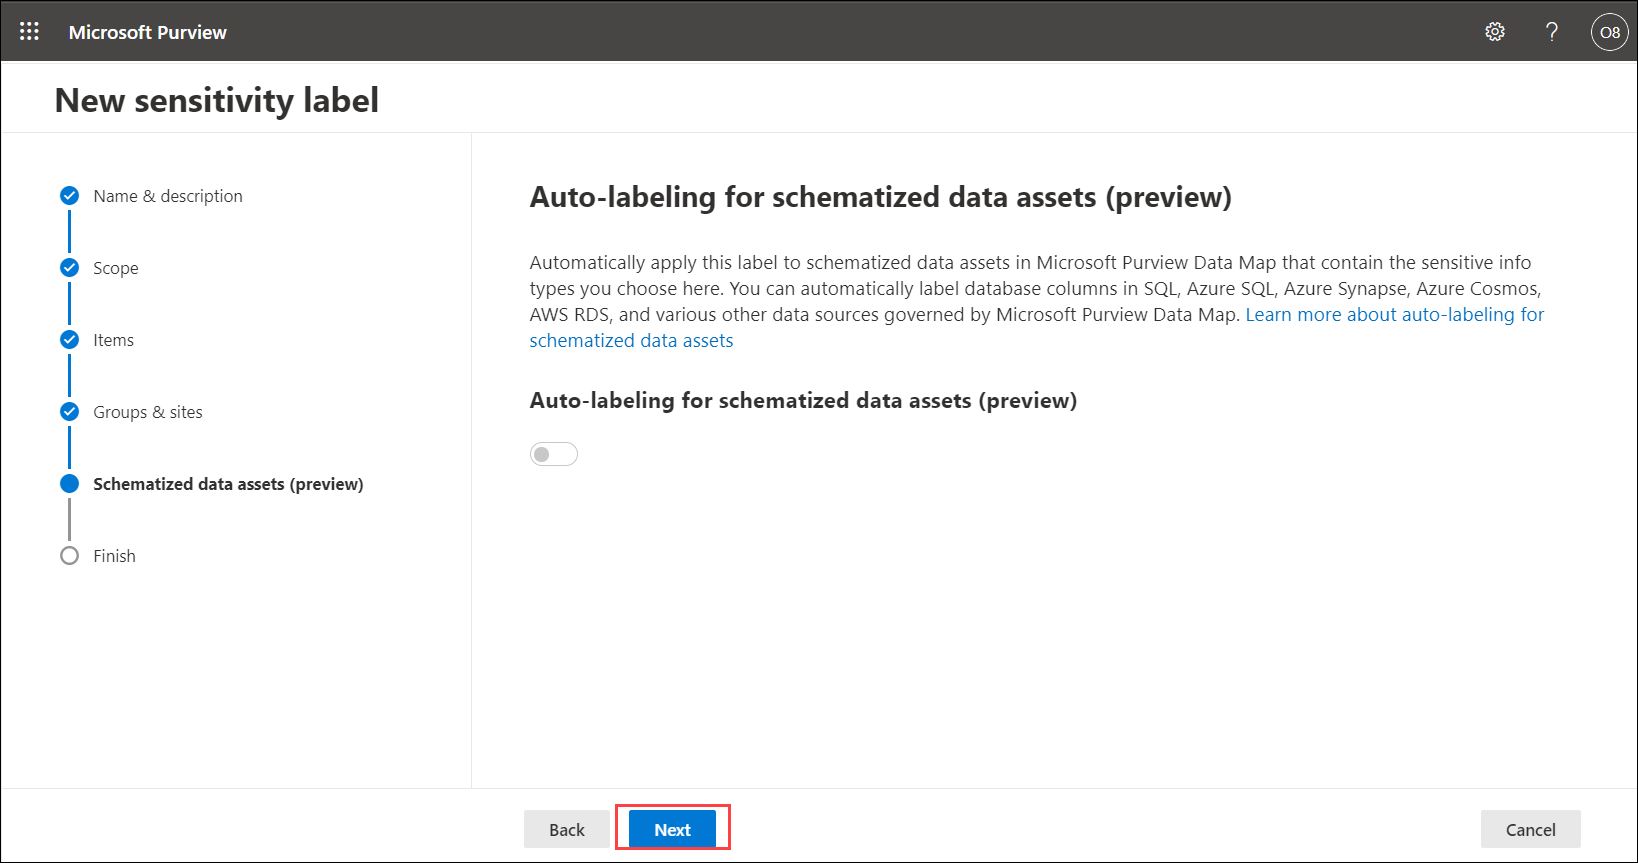 Microsoft Purview
?
O8
New sensitivity label
Name & description
Scope
Items
Groups & sites
Schematized data assets (preview)
Finish
Auto-labeling for schematized data assets (preview)
Automatically apply this label to schematized data assets in Microsoft Purview Data Map that contain the sensitive info
types you choose here. You can automatically label database columns in SQL, Azure SQL, Azure Synapse, Azure Cosmos,
AWS RDS, and various other data sources governed by Microsoft Purview Data Map. Learn more about auto-labeling for
schematized data assets
Auto-labeling for schematized data assets (preview)
Back
Next
Cancel